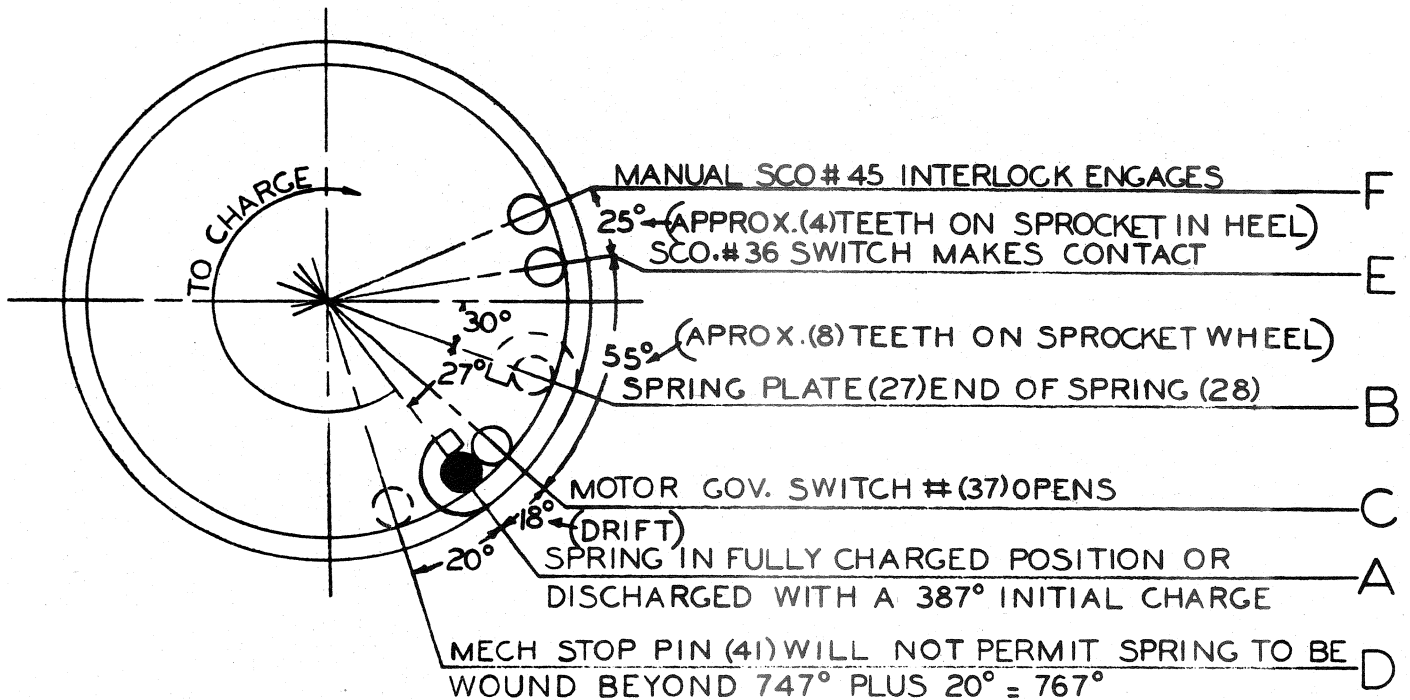 TO CHARGE
MANUAL SCO # 45 INTERLOCK ENGAGES F
25° (APPROX.(4) TEETH ON SPROCKET IN HEEL)
SCO.#36 SWITCH MAKES CONTACT E
30°
55° (APROX.(8) TEETH ON SPROCKET WHEEL)
27°
SPRING PLATE (27) END OF SPRING (28) B
MOTOR GOV. SWITCH # (37) OPENS C
18° (DRIFT)
20°
SPRING IN FULLY CHARGED POSITION OR A
DISCHARGED WITH A 387° INITIAL CHARGE
MECH STOP PIN (41) WILL NOT PERMIT SPRING TO BE D
WOUND BEYOND 747° PLUS 20° = 767°